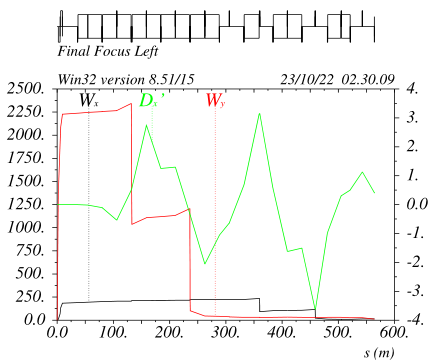 Final Focus Left
Win32 version 8.51/15 23/10/22 02.30.09
Wx Dx’ Wy
2500. 4.
2250. 3.
2000. 2.
1750. 1.
1500. 0.0
1250. -1.
1000. -2.
750. -3.
500. -4.
250.
0.0
0.0 100. 200. 300. 400. 500. 600.
s (m)